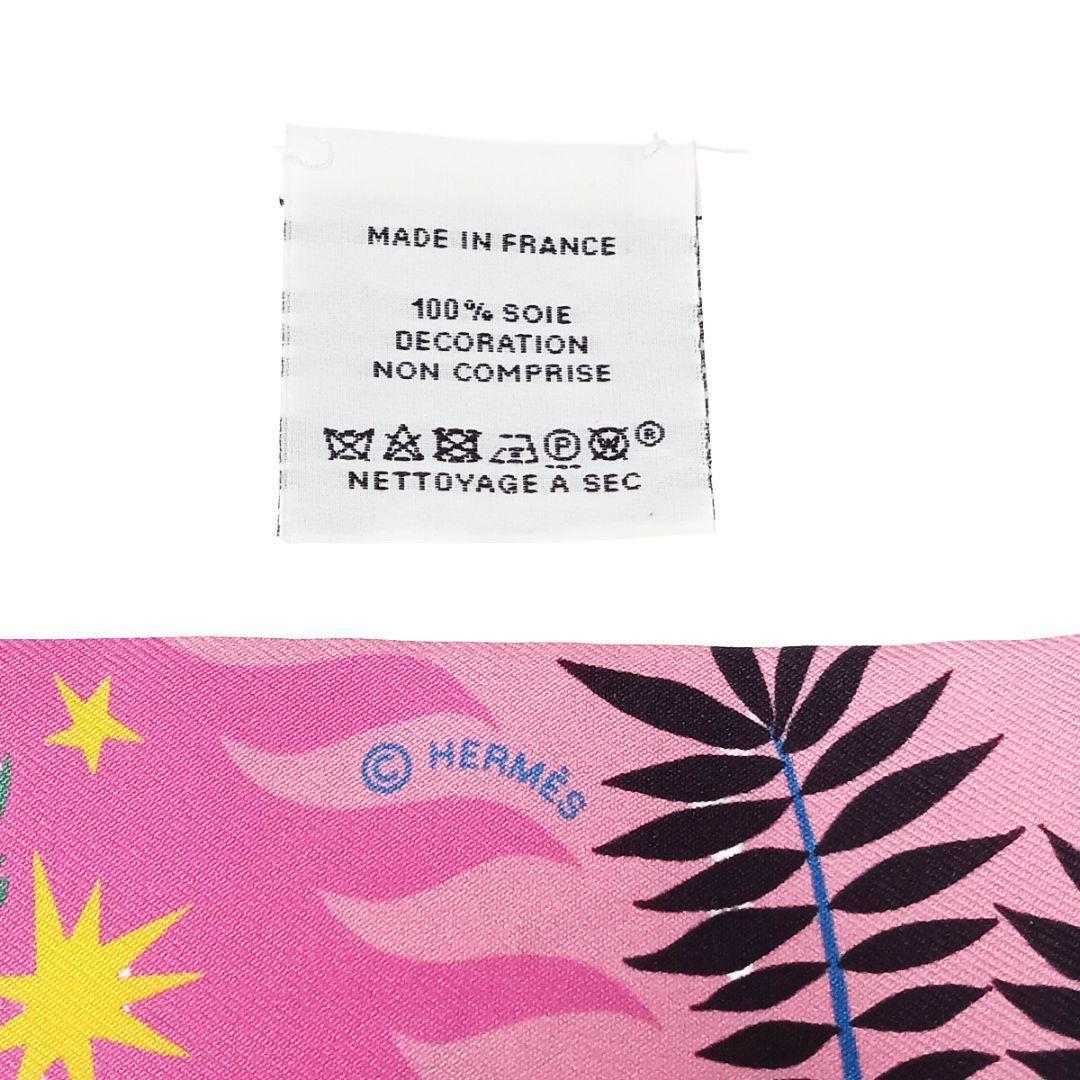 MADE IN FRANCE
100% SOIE
DECORATION
NON COMPRISE
P W ®
NETTOYAGE A SEC
© HERMÈS